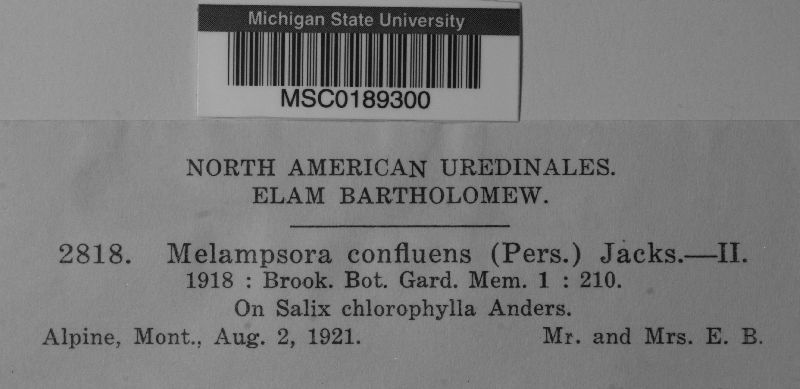 Michigan State University
MSC0189300
NORTH AMERICAN UREDINALES.
ELAM BARTHOLOMEW.
2818. Melampsora confluens (Pers.) Jacks.—II.
1918 : Brook. Bot. Gard. Mem. 1 : 210.
On Salix chlorophylla Anders.
Alpine, Mont., Aug. 2, 1921. Mr. and Mrs. E. B.